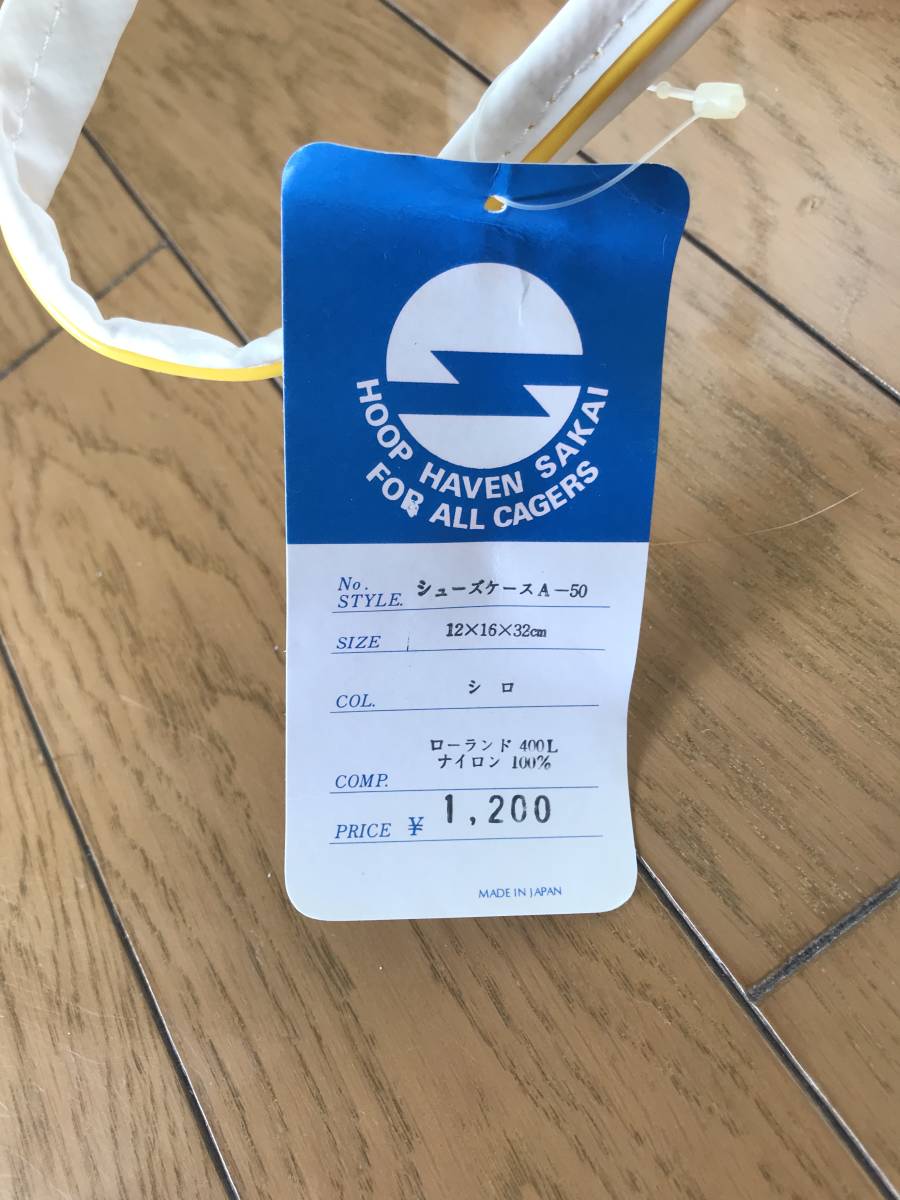 HOOP HAVEN SAKAI
FOR ALL CAGERS
No.
STYLE. シューズケースA-50
SIZE 12×16×32cm
COL. シロ
ローランド 400L
COMP. ナイロン 100%
PRICE ¥ 1,200
MADE IN JAPAN